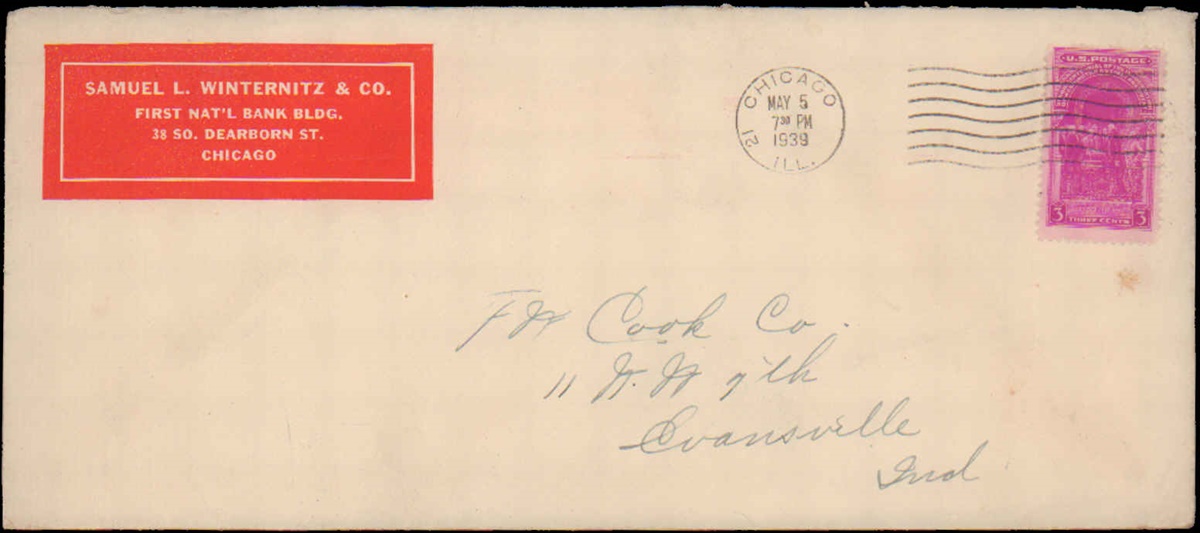 SAMUEL L. WINTERNITZ & CO.
FIRST NAT'L BANK BLDG.
38 SO. DEARBORN ST.
CHICAGO
CHICAGO
MAY 5
7 30 PM
1939
12
ILL.
U.S. POSTAGE
3 3
THREE CENTS
F W Cook Co.
11 N.W 7th
Evansville
Ind